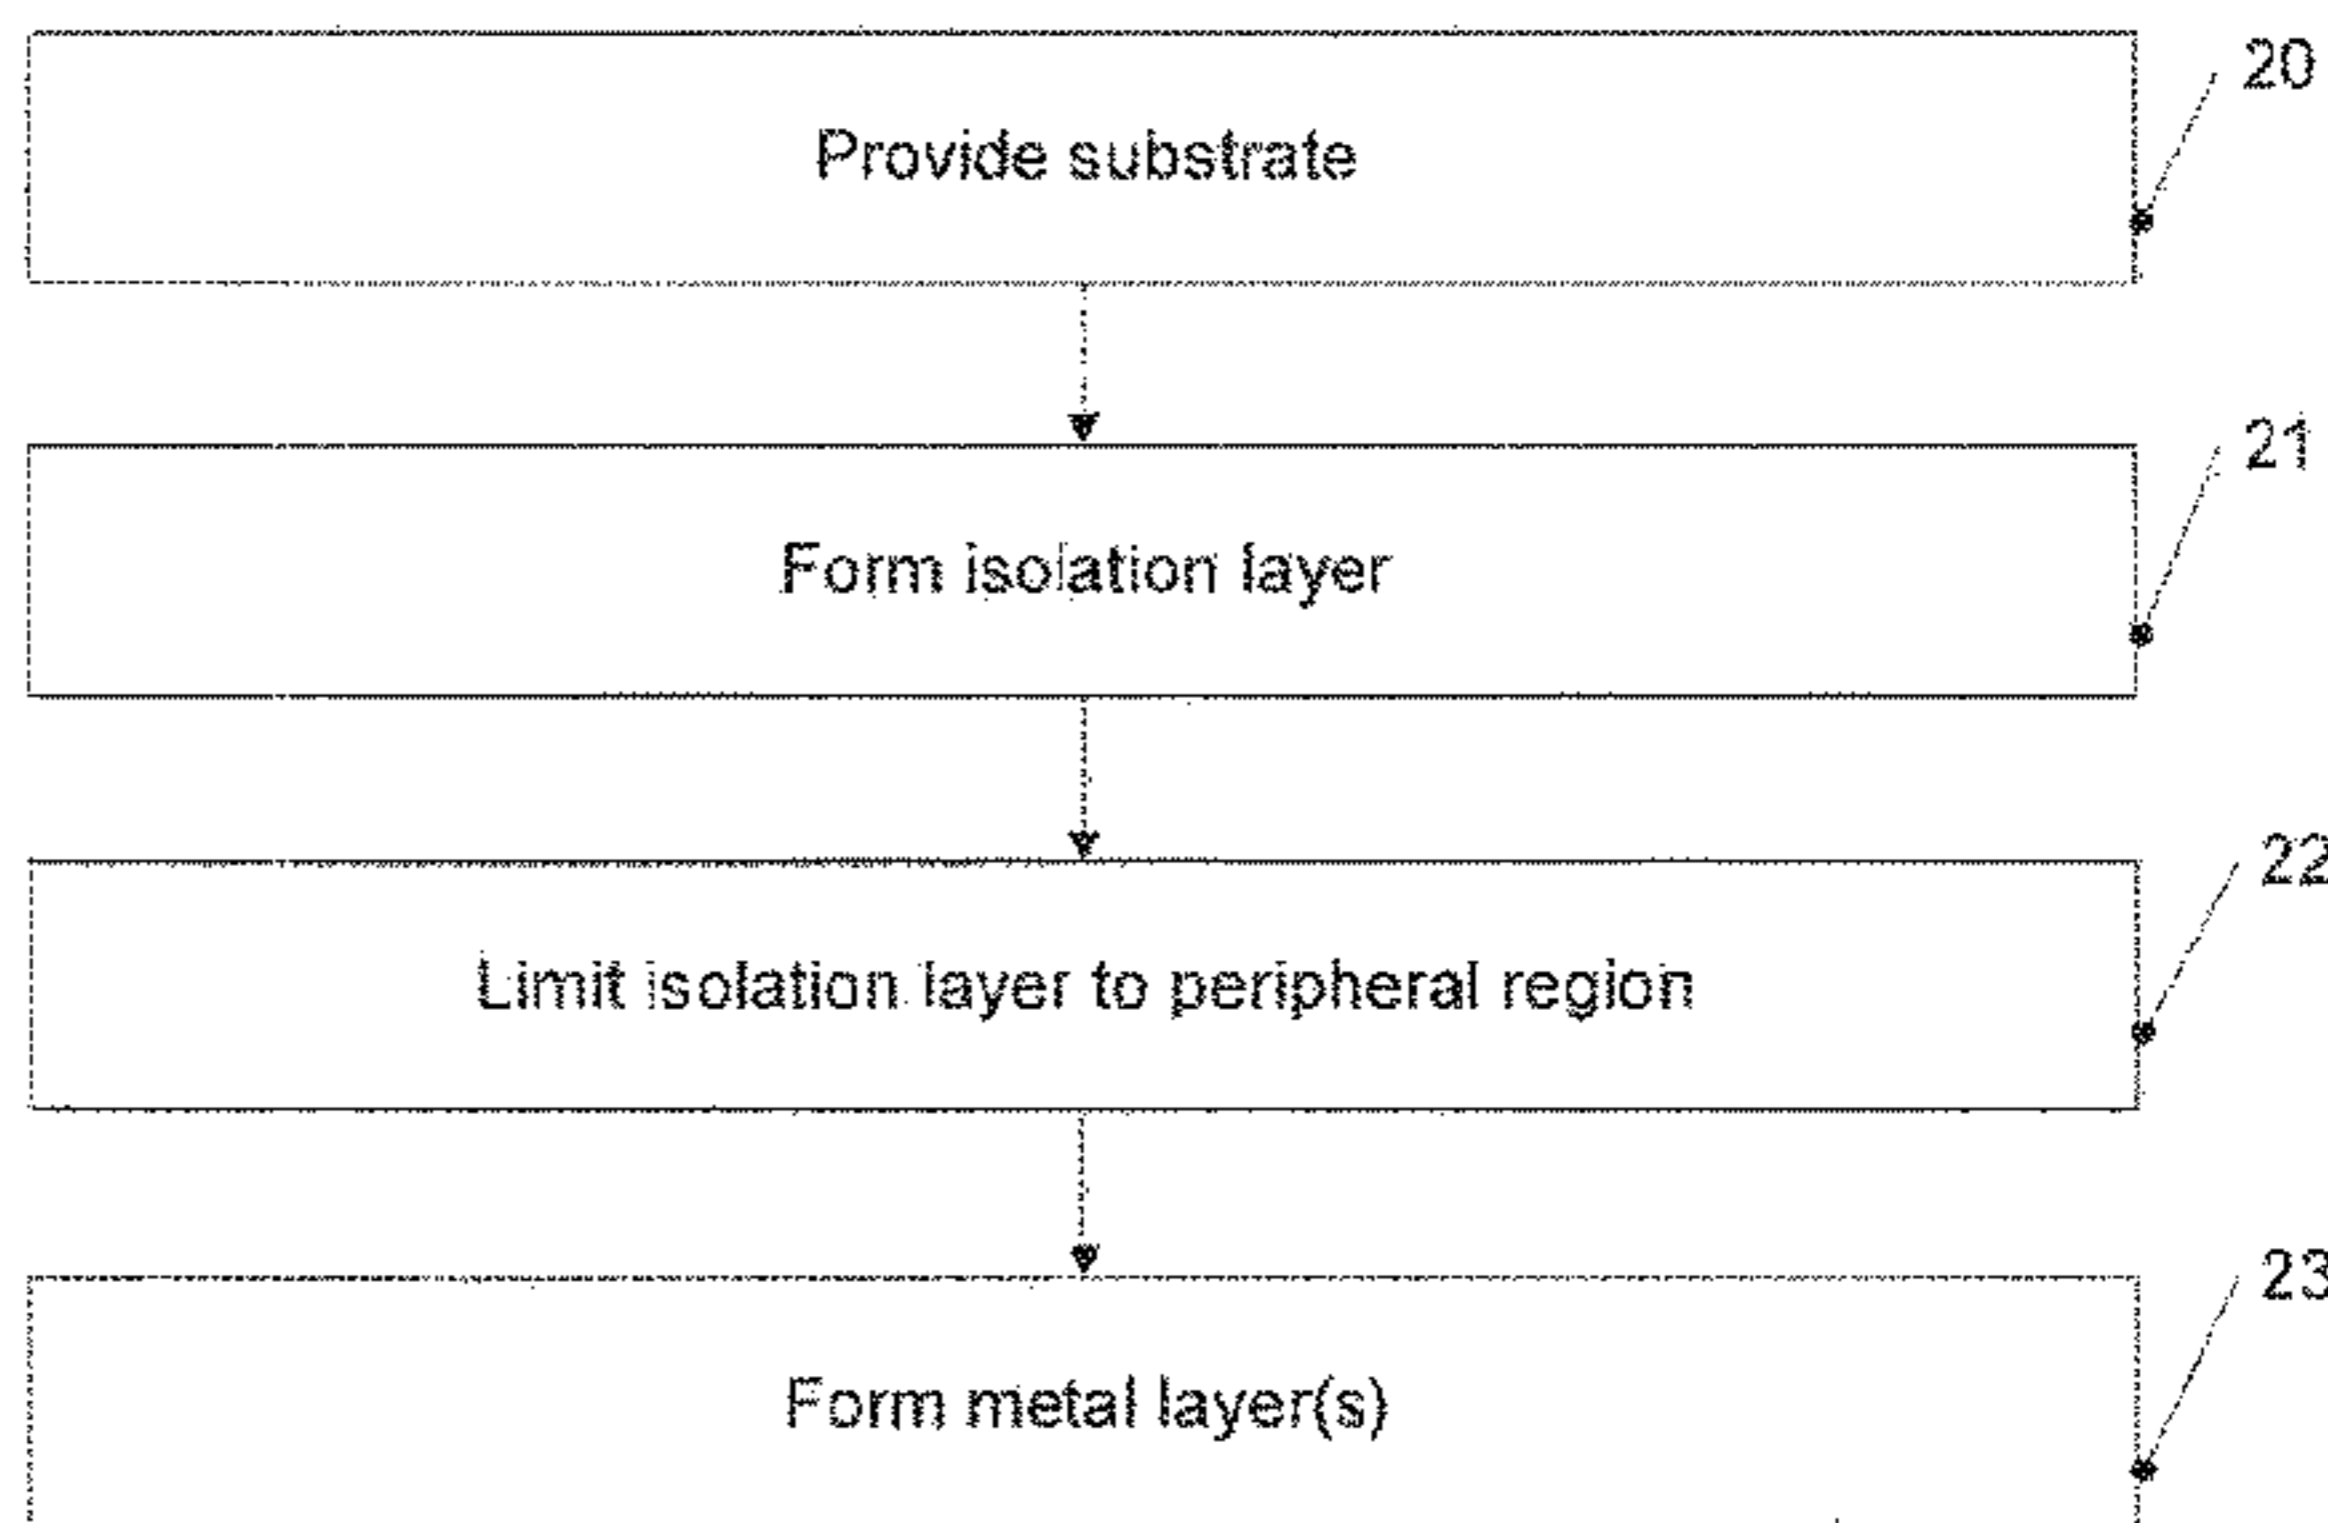 20
Provide substrate
21
Form isolation layer
22
Limit isolation layer to peripheral region
23
Form metal layer(s)